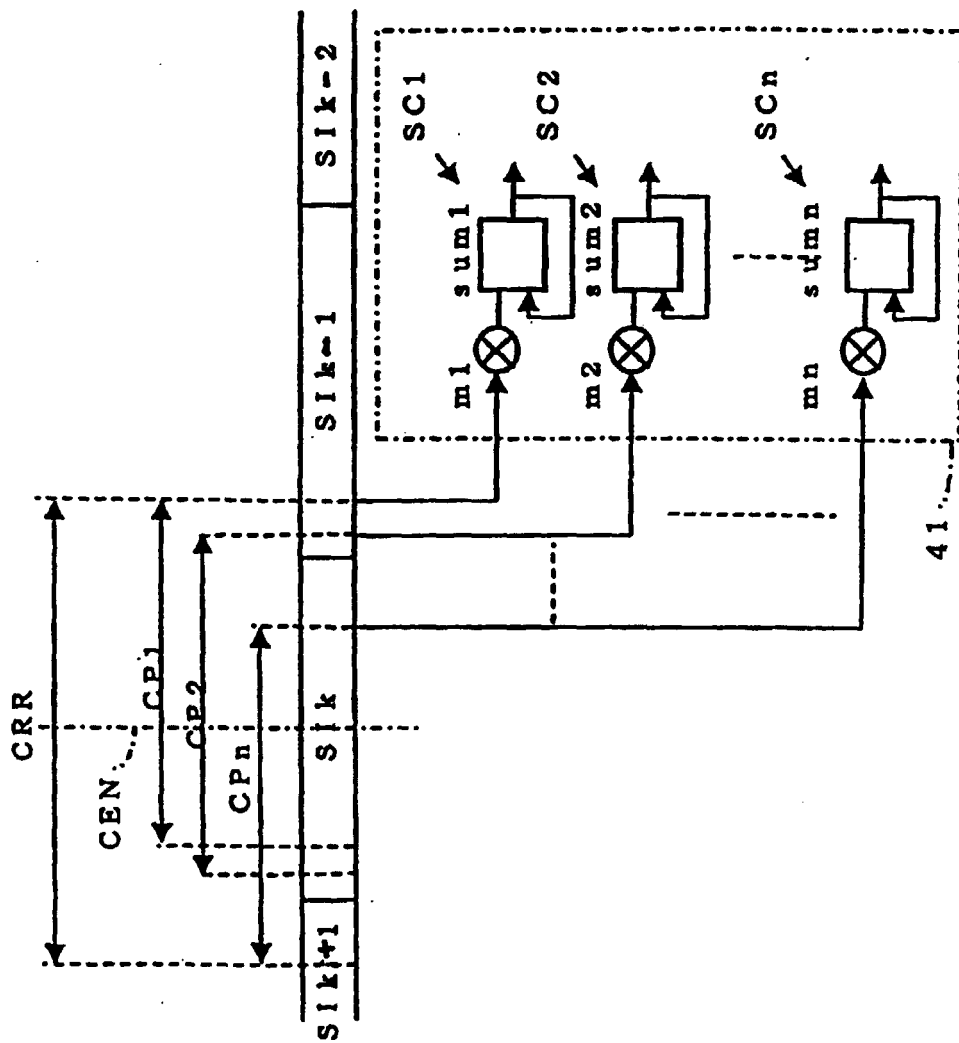 CRR
CEN
CP1
CP2
CPn
SIk+1
SIk
SIk-1
SIk-2
m1
sum1
SC1
m2
sum2
SC2
mn
sumn
SCn
41